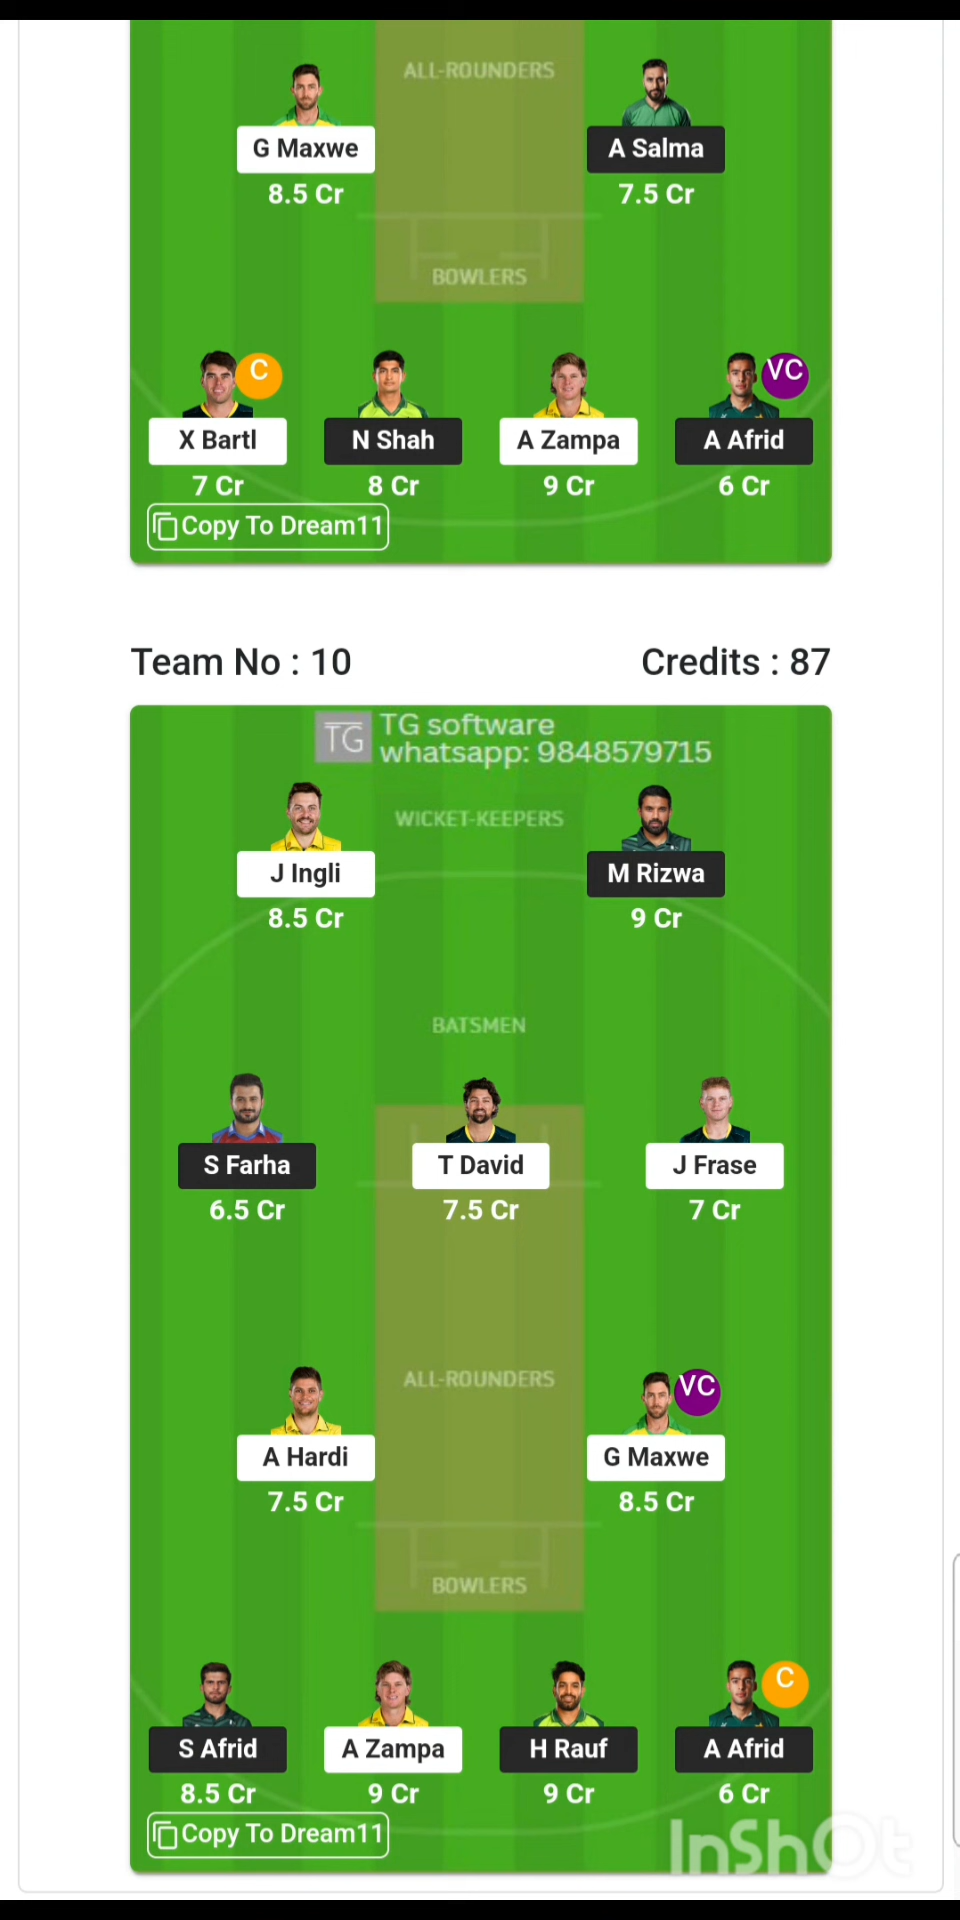 ALL-ROUNDERS
G Maxwe A Salma
8.5 Cr 7.5 Cr
BOWLERS
C VC
X Bartl N Shah A Zampa A Afrid
7 Cr 8 Cr 9 Cr 6 Cr
Copy To Dream11
Team No : 10 Credits : 87
TG TG software
whatsapp: 9848579715
WICKET-KEEPERS
J Ingli M Rizwa
8.5 Cr 9 Cr
BATSMEN
S Farha T David J Frase
6.5 Cr 7.5 Cr 7 Cr
ALL-ROUNDERS
VC
A Hardi G Maxwe
7.5 Cr 8.5 Cr
BOWLERS
C
S Afrid A Zampa H Rauf A Afrid
8.5 Cr 9 Cr 9 Cr 6 Cr
Copy To Dream11
InShOt